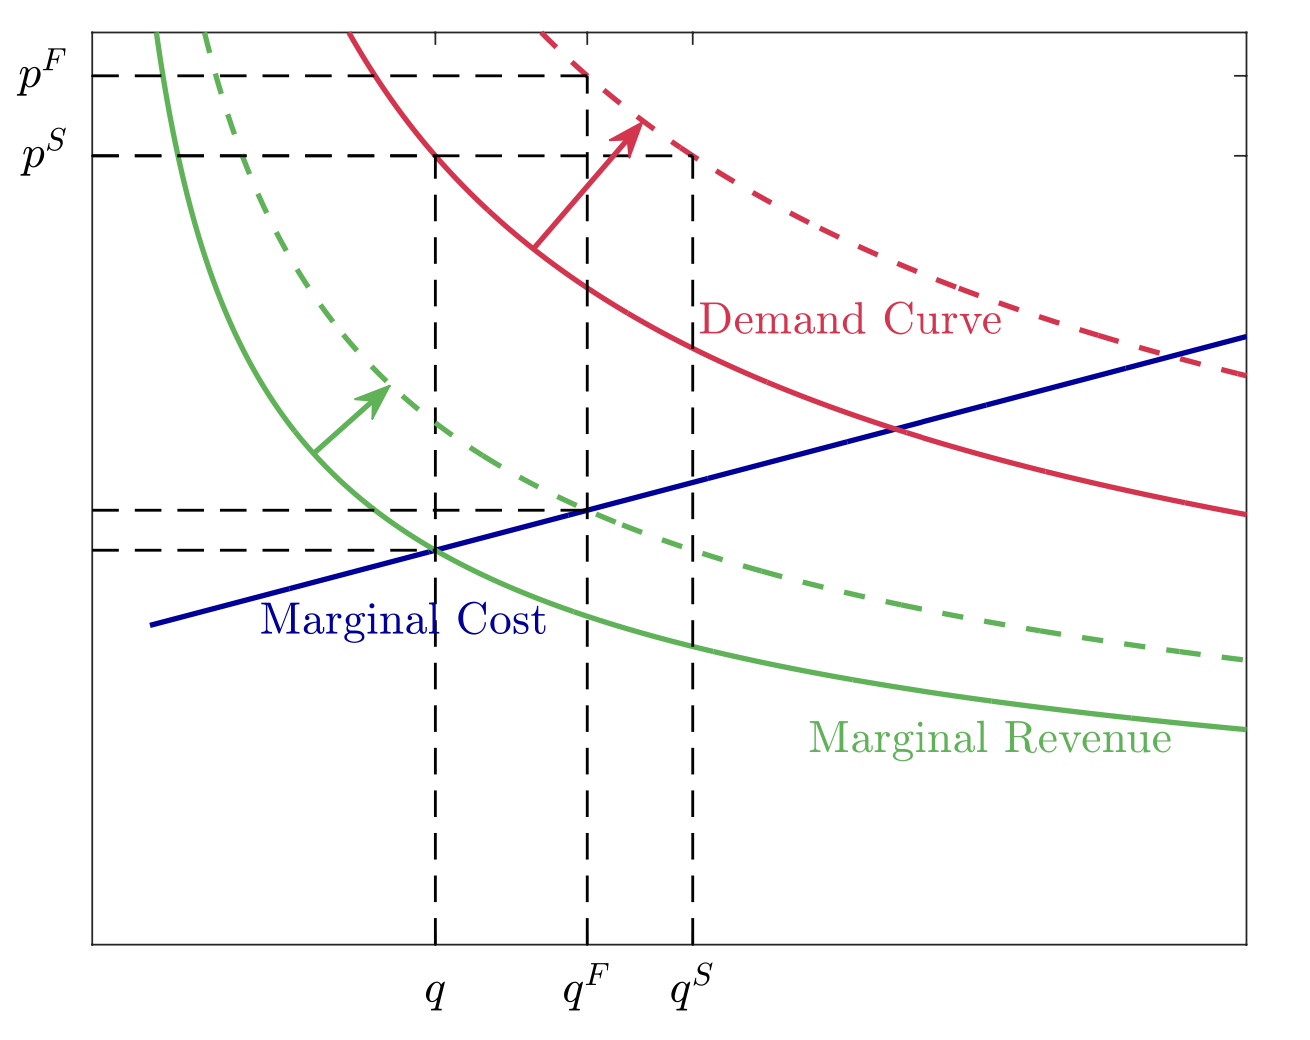 p^F
p^S
Demand Curve
Marginal Cost
Marginal Revenue
q q^F q^S